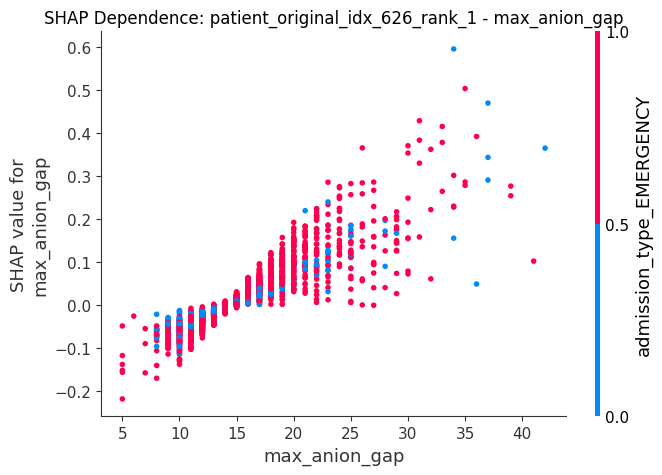 SHAP Dependence: patient_original_idx_626_rank_1 - max_anion_gap
0.6
0.5
0.4
0.3
0.2
0.1
0.0
−0.1
−0.2
SHAP value for
max_anion_gap
5 10 15 20 25 30 35 40
max_anion_gap
1.0
0.5
0.0
admission_type_EMERGENCY